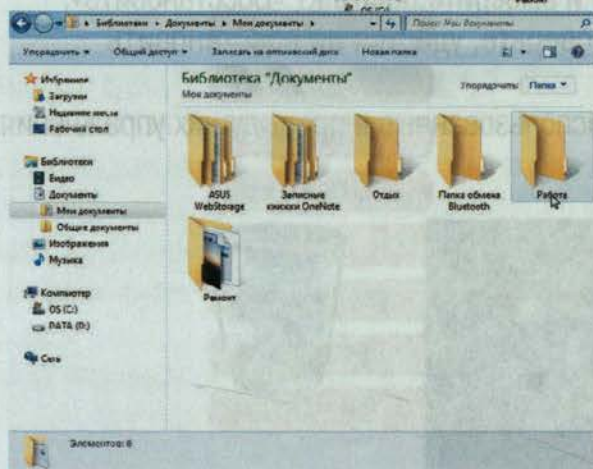 OS (C:)
Библиотеки ▸ Документы ▸ Мои документы ▸
Поиск: Мои документы
Упорядочить ▾ Общий доступ ▾ Записать на оптический диск Новая папка
Избранное
Загрузки
Недавние места
Рабочий стол
Библиотеки
Видео
Документы
Мои документы
Общие документы
Изображения
Музыка
Компьютер
OS (C:)
DATA (D:)
Сеть
Библиотека "Документы"
Мои документы
Упорядочить: Папка ▾
ASUS WebStorage
Записные книжки OneNote
Отдых
Папка обмена Bluetooth
Работа
Ремонт
Элементов: 6